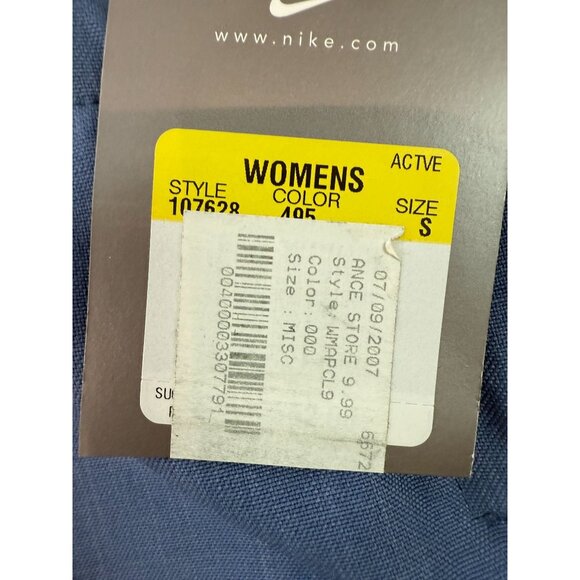 www.nike.com
ACTVE
WOMENS
STYLE COLOR SIZE
107628 495 S
07/09/2007
ANCE STORE 9.99
Style: WMAPCL9
Color: 000
Size : MISC
6672
004000033077941
SU